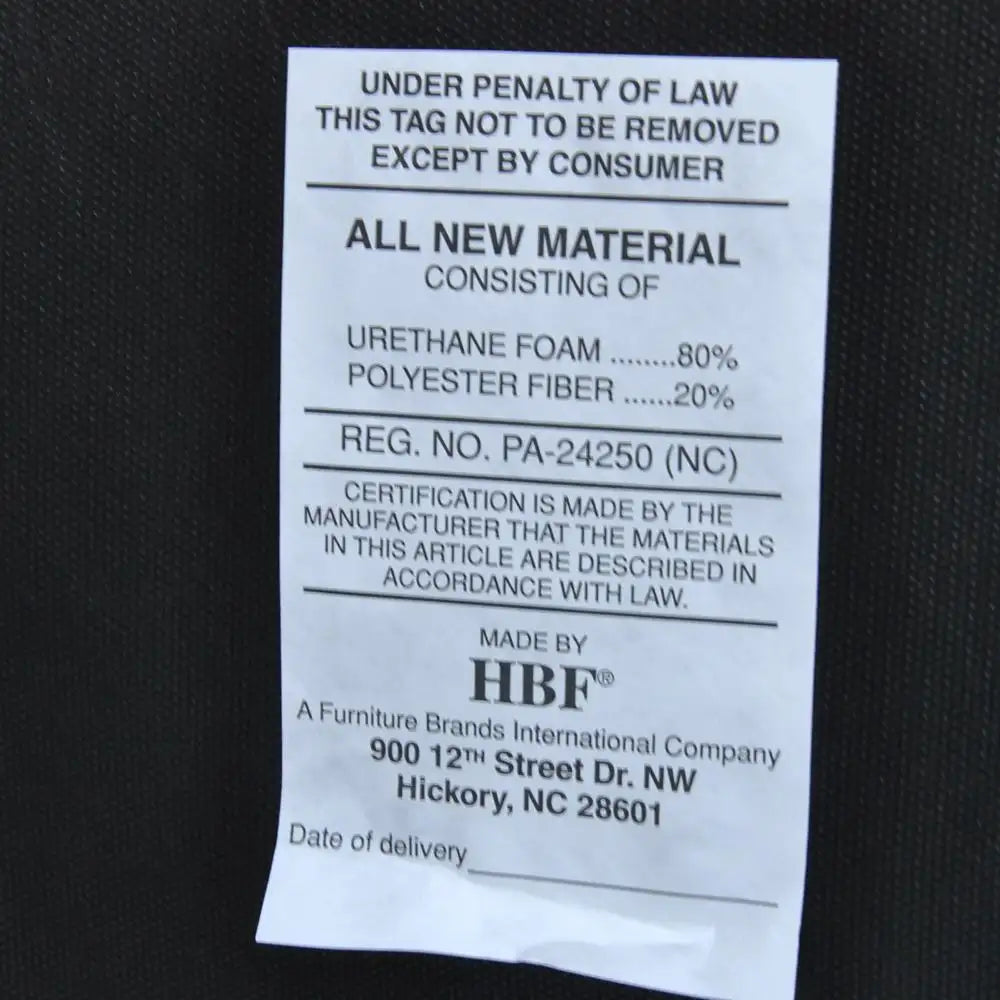 UNDER PENALTY OF LAW
THIS TAG NOT TO BE REMOVED
EXCEPT BY CONSUMER
ALL NEW MATERIAL
CONSISTING OF
URETHANE FOAM ........80%
POLYESTER FIBER ......20%
REG. NO. PA-24250 (NC)
CERTIFICATION IS MADE BY THE
MANUFACTURER THAT THE MATERIALS
IN THIS ARTICLE ARE DESCRIBED IN
ACCORDANCE WITH LAW.
MADE BY
HBF®
A Furniture Brands International Company
900 12TH Street Dr. NW
Hickory, NC 28601
Date of delivery